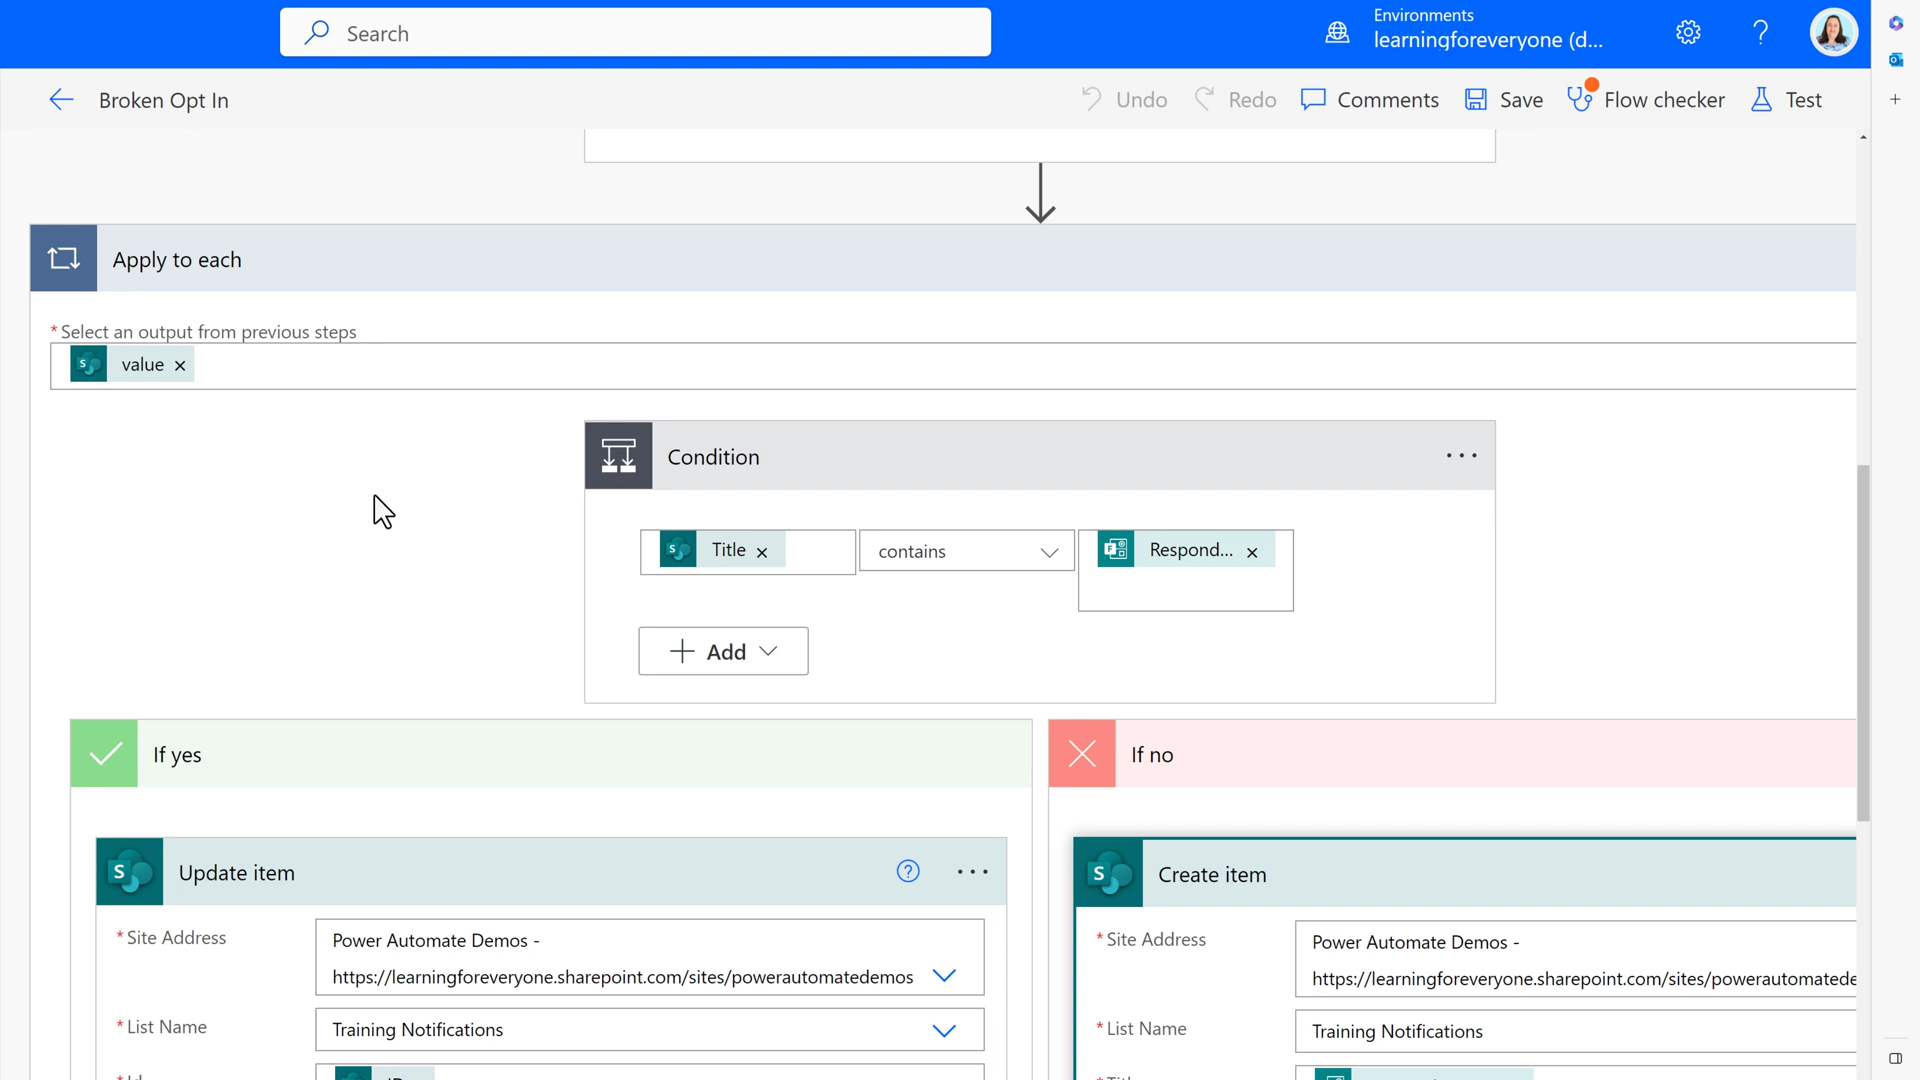 Search
Environments
learningforeveryone (d...
Broken Opt In
Undo
Redo
Comments
Save
Flow checker
Test
Apply to each
* Select an output from previous steps
value
Condition
Title
contains
Respond...
Add
If yes
If no
Update item
Create item
* Site Address
Power Automate Demos -
https://learningforeveryone.sharepoint.com/sites/powerautomatedemos
* List Name
Training Notifications
* Site Address
Power Automate Demos -
https://learningforeveryone.sharepoint.com/sites/powerautomatede
* List Name
Training Notifications